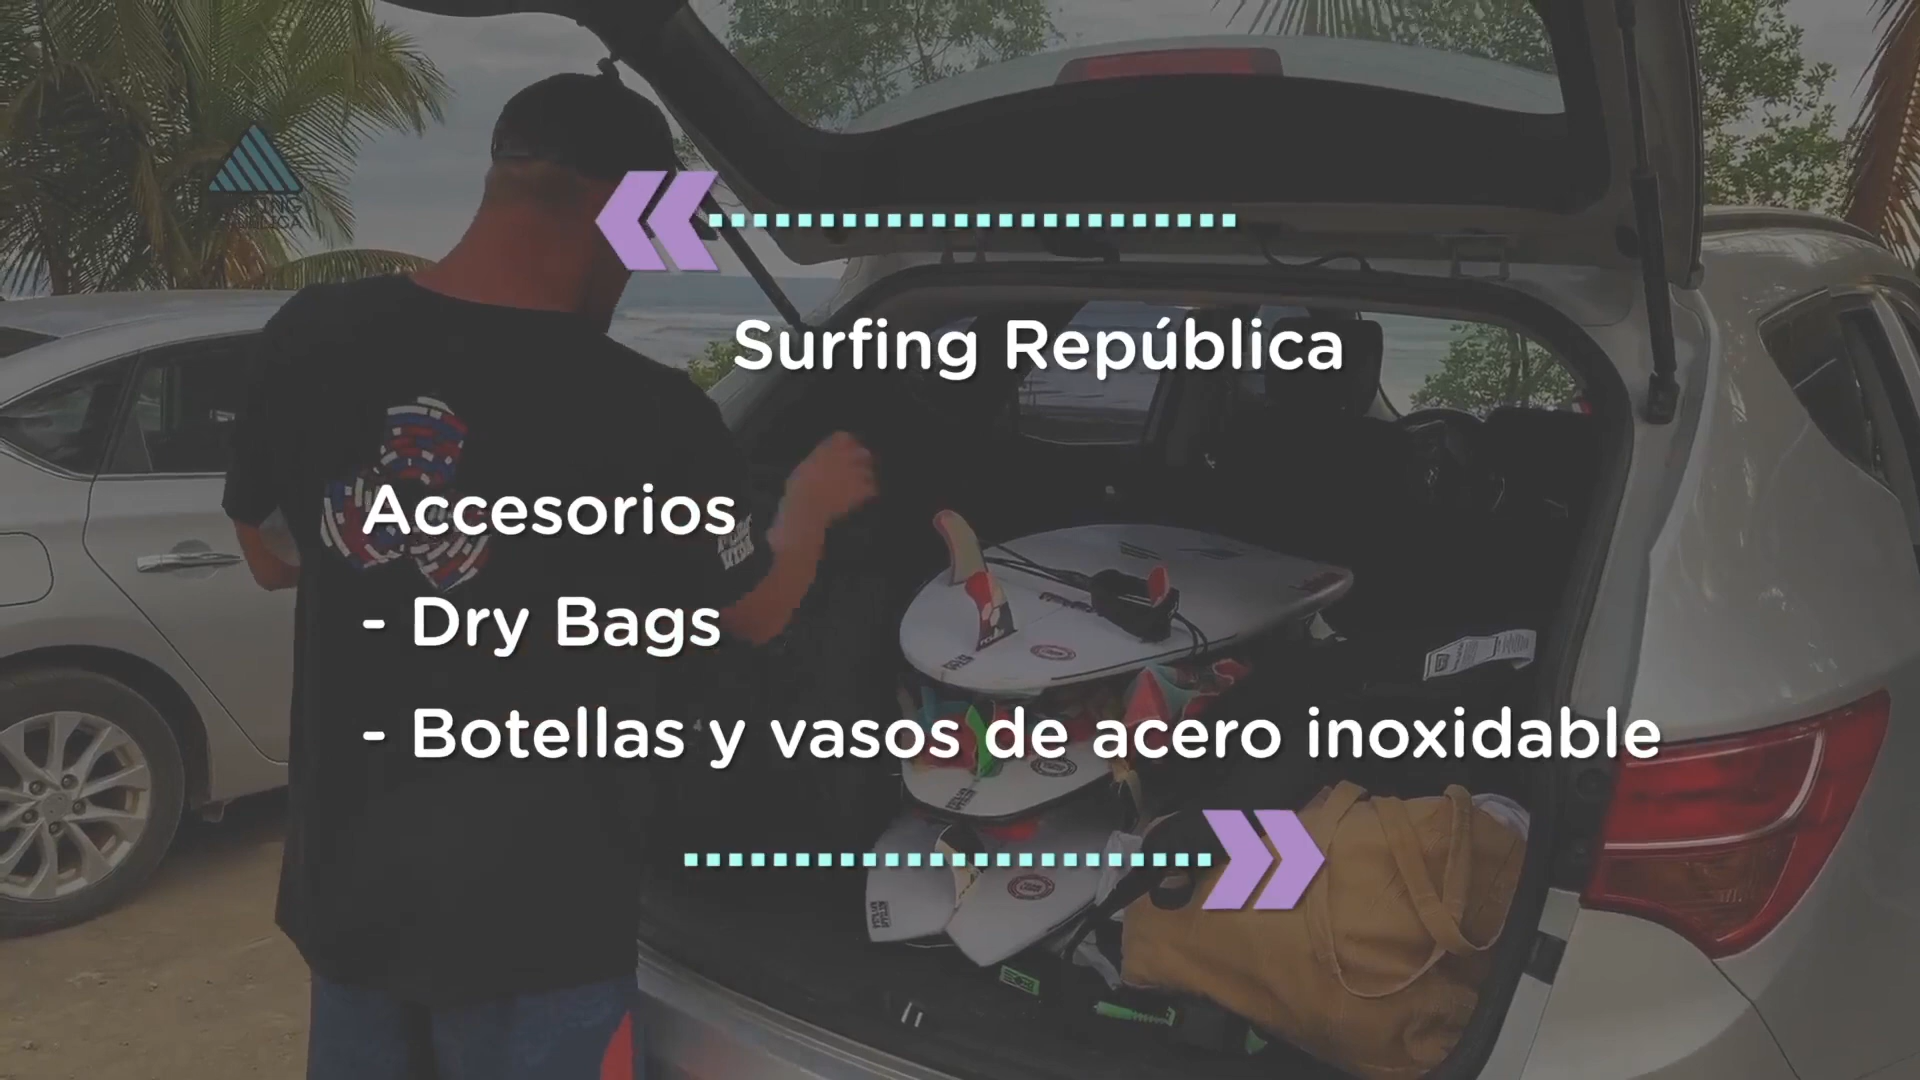 Surfing República
Accesorios
- Dry Bags
- Botellas y vasos de acero inoxidable